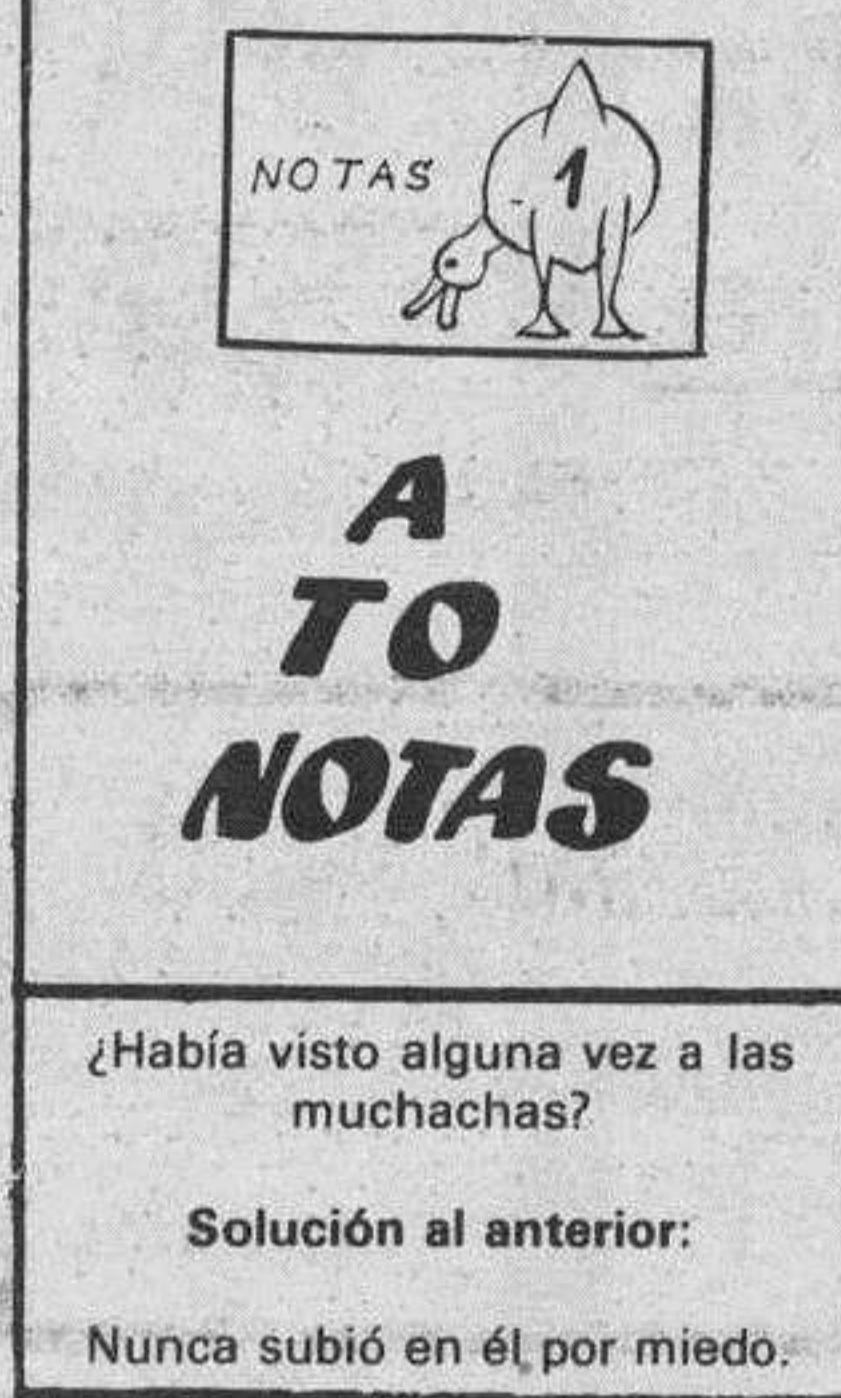 NOTAS 1
A
TO
NOTAS
¿Había visto alguna vez a las
muchachas?
Solución al anterior:
Nunca subió en él por miedo.